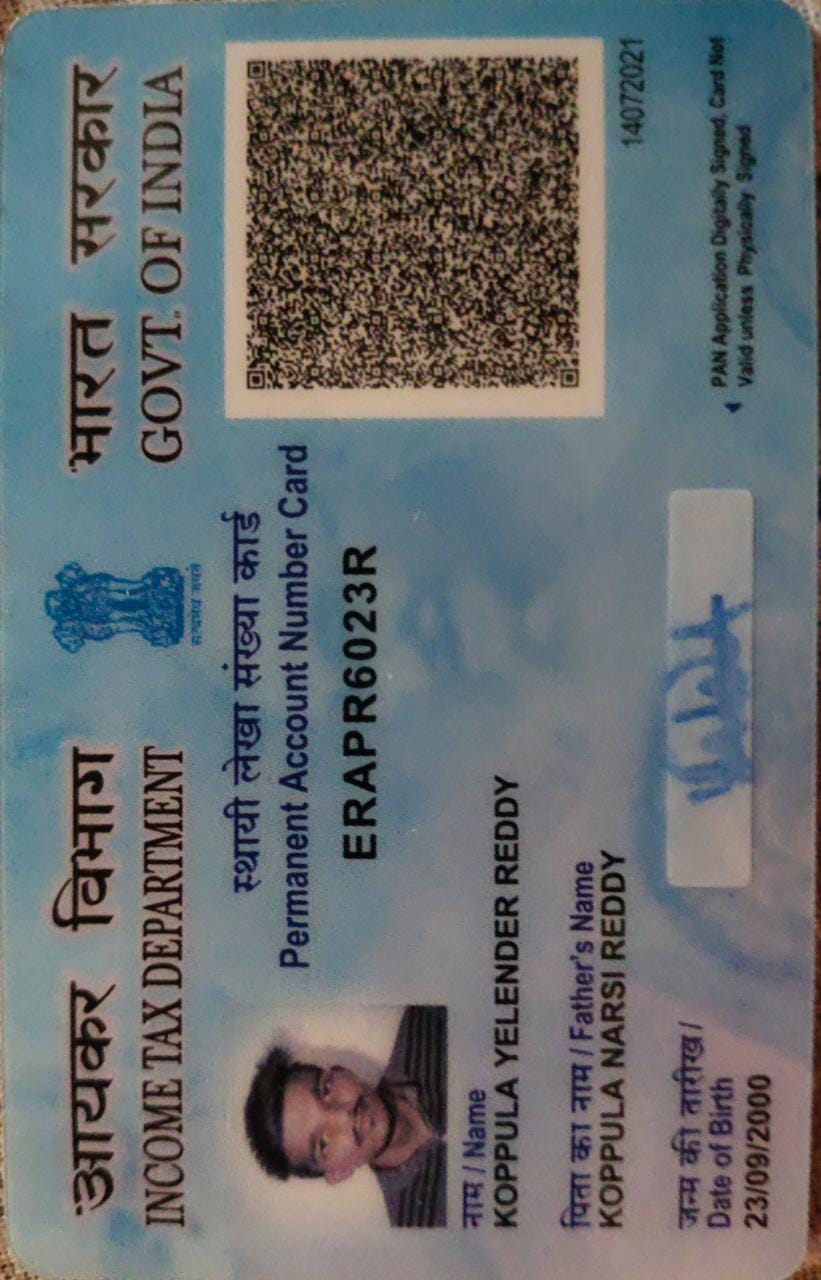 आयकर विभाग
INCOME TAX DEPARTMENT
सत्यमेव जयते
भारत सरकार
GOVT. OF INDIA
स्थायी लेखा संख्या कार्ड
Permanent Account Number Card
ERAPR6023R
नाम / Name
KOPPULA YELENDER REDDY
पिता का नाम / Father's Name
KOPPULA NARSI REDDY
जन्म की तारीख /
Date of Birth
23/09/2000
14072021
PAN Application Digitally Signed, Card Not
Valid unless Physically Signed